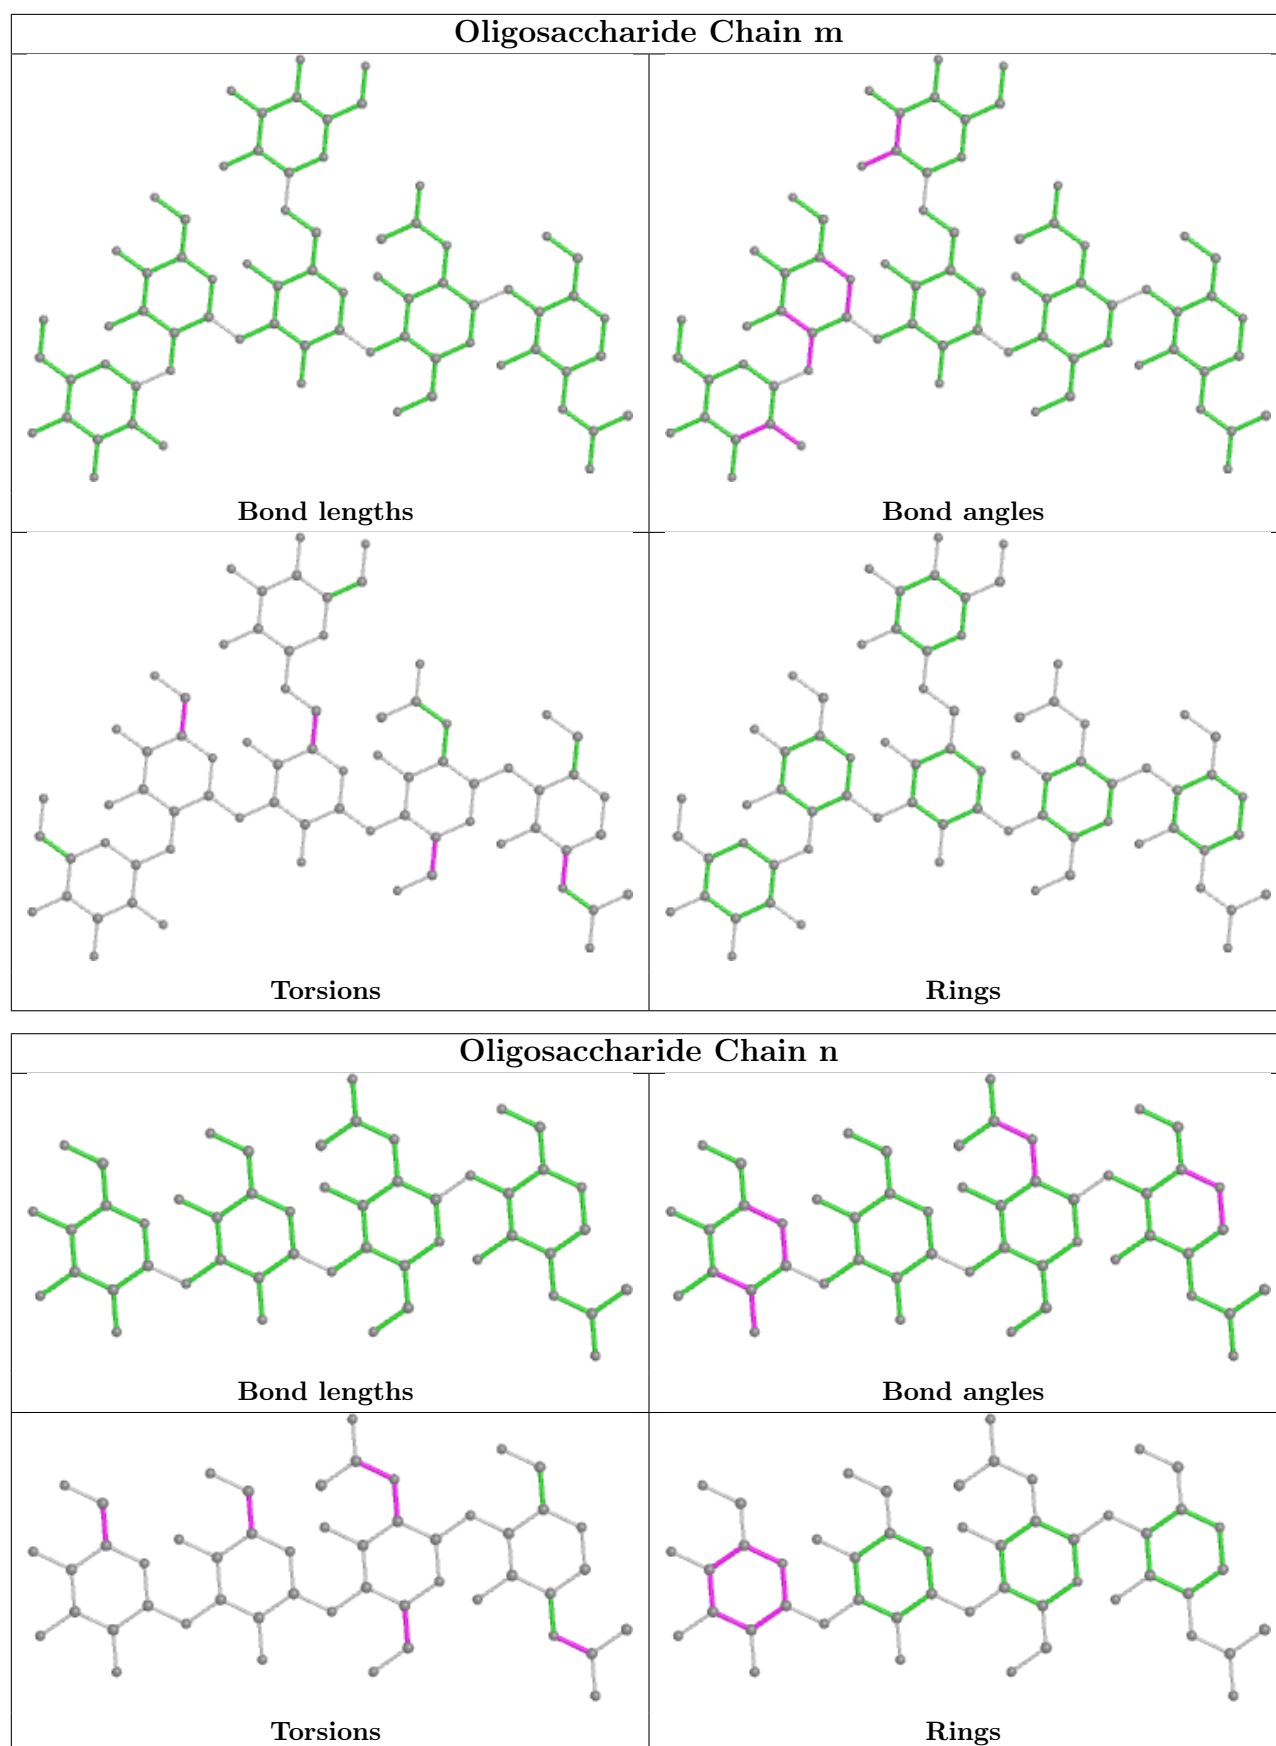 Oligosaccharide Chain m
Bond lengths
Bond angles
Torsions
Rings
Oligosaccharide Chain n
Bond lengths
Bond angles
Torsions
Rings